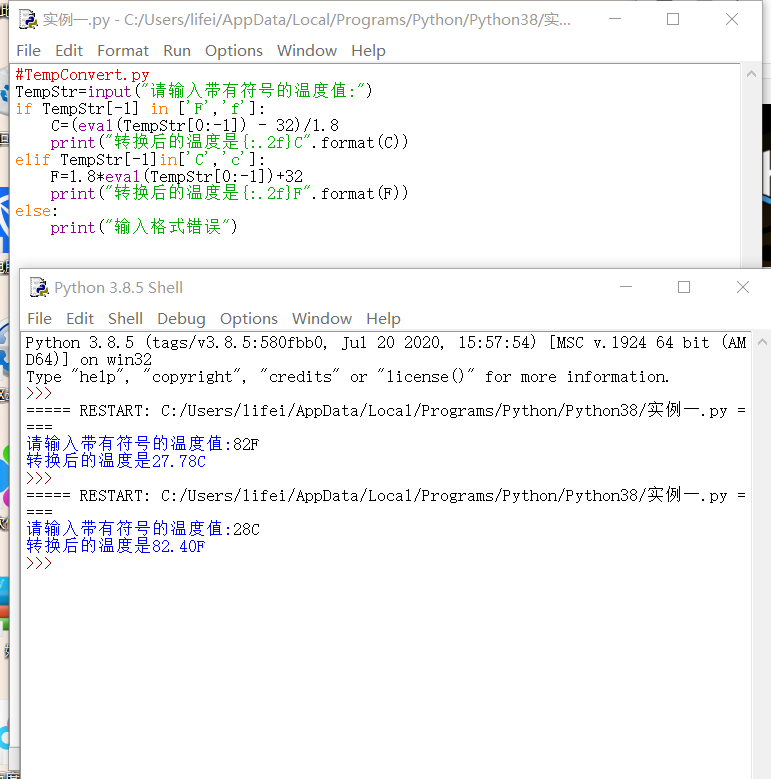 实例一.py - C:/Users/lifei/AppData/Local/Programs/Python/Python38/实...
File Edit Format Run Options Window Help
#TempConvert.py
TempStr=input("请输入带有符号的温度值:")
if TempStr[-1] in ['F','f']:
    C=(eval(TempStr[0:-1]) - 32)/1.8
    print("转换后的温度是{:.2f}C".format(C))
elif TempStr[-1]in['C','c']:
    F=1.8*eval(TempStr[0:-1])+32
    print("转换后的温度是{:.2f}F".format(F))
else:
    print("输入格式错误")
Python 3.8.5 Shell
File Edit Shell Debug Options Window Help
Python 3.8.5 (tags/v3.8.5:580fbb0, Jul 20 2020, 15:57:54) [MSC v.1924 64 bit (AM
D64)] on win32
Type "help", "copyright", "credits" or "license()" for more information.
>>>
===== RESTART: C:/Users/lifei/AppData/Local/Programs/Python/Python38/实例一.py =
====
请输入带有符号的温度值:82F
转换后的温度是27.78C
>>>
===== RESTART: C:/Users/lifei/AppData/Local/Programs/Python/Python38/实例一.py =
====
请输入带有符号的温度值:28C
转换后的温度是82.40F
>>>